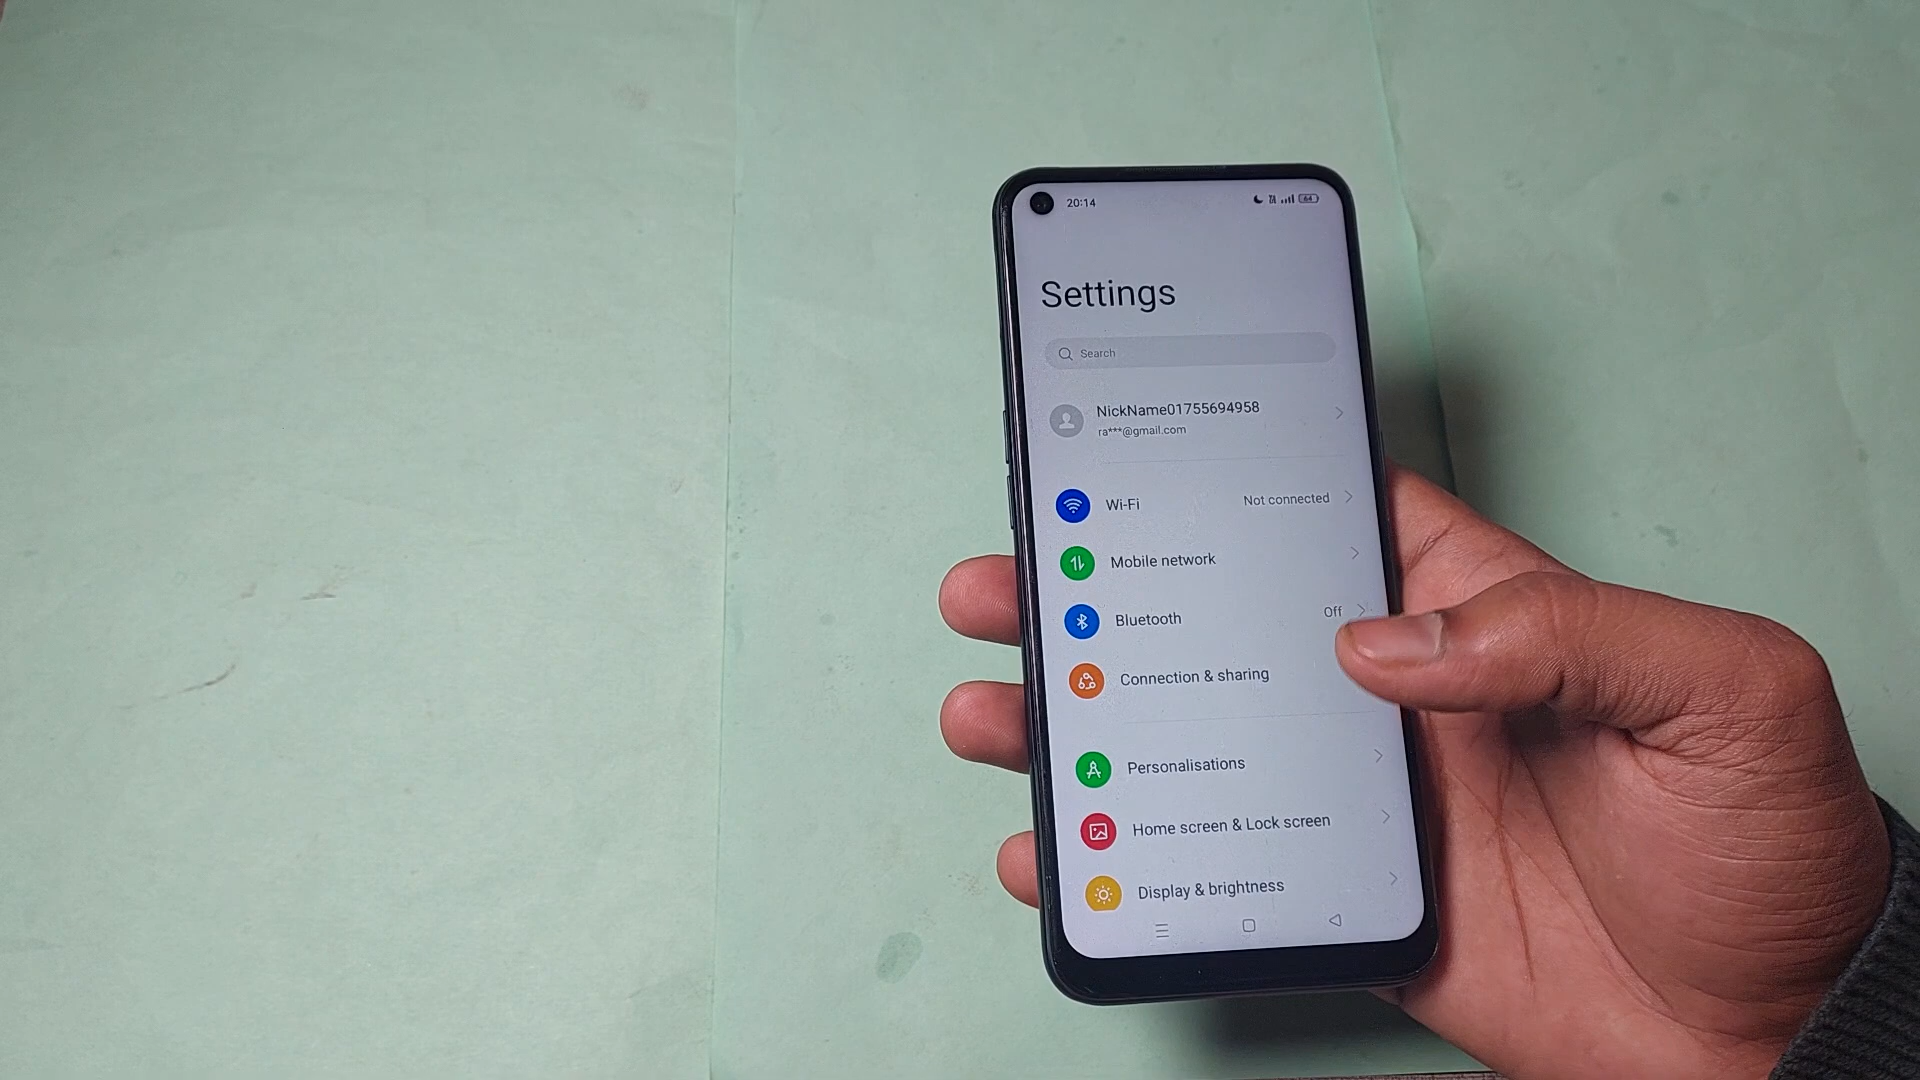 20:14
64
Settings
Search
NickName01755694958
ra***@gmail.com
Wi-Fi Not connected
Mobile network
Bluetooth Off
Connection & sharing
Personalisations
Home screen & Lock screen
Display & brightness